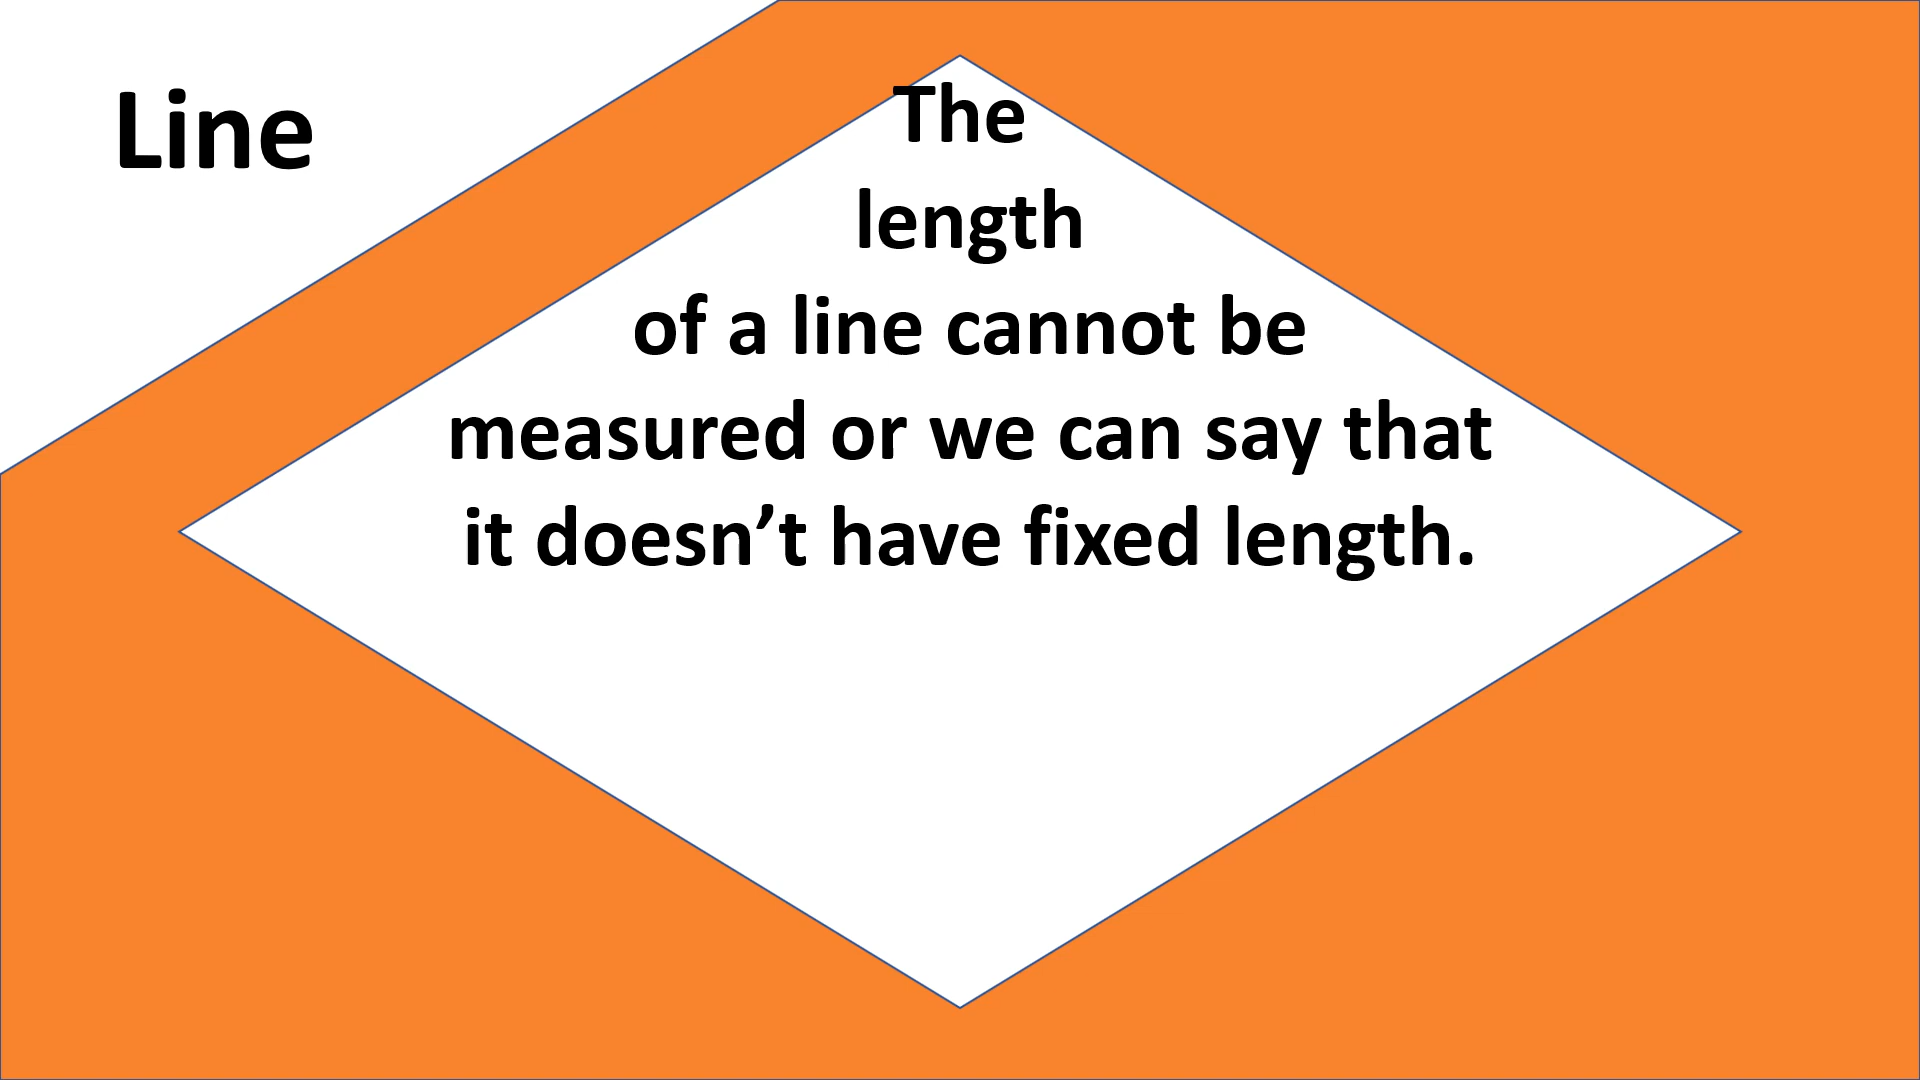 Line
The
length
of a line cannot be
measured or we can say that
it doesn’t have fixed length.